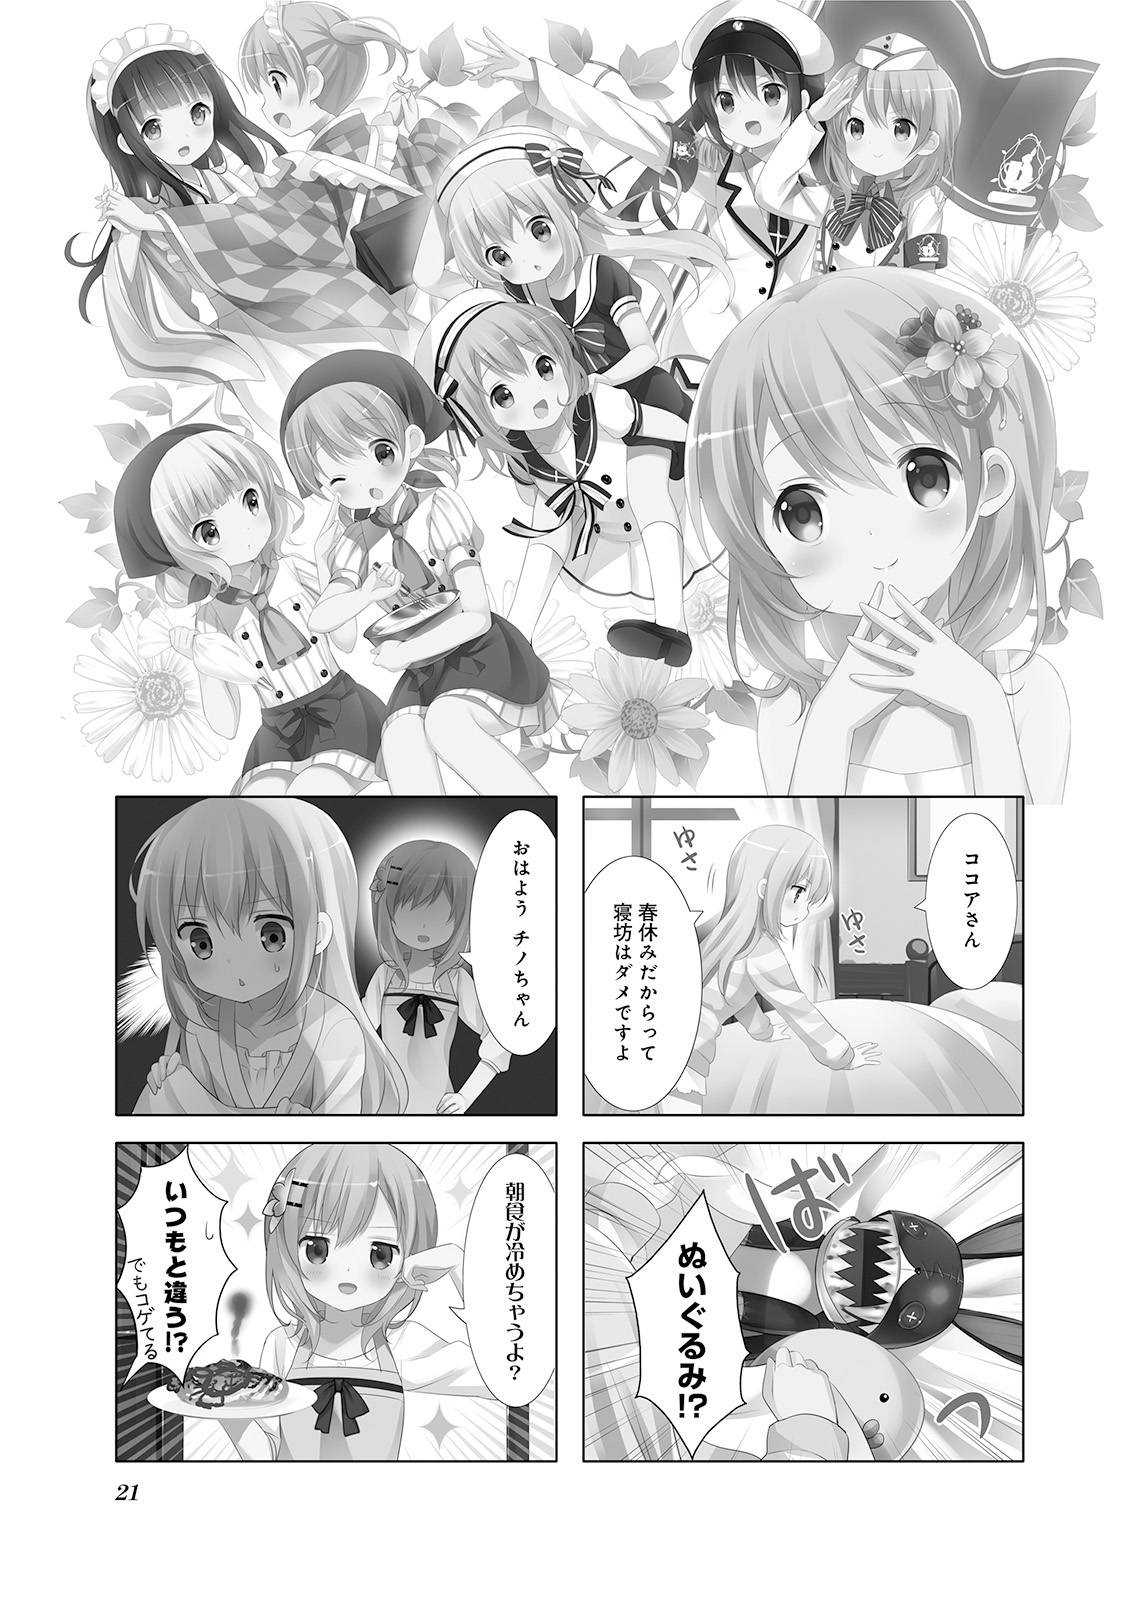 ココアさん
ゆさ
ゆさ
春休みだからって
寝坊はダメですよ
ばっ
ぬいぐるみ!?
おはよう チノちゃん
朝食が冷めちゃうよ？
いつもと違う!?
でもコゲてる
21